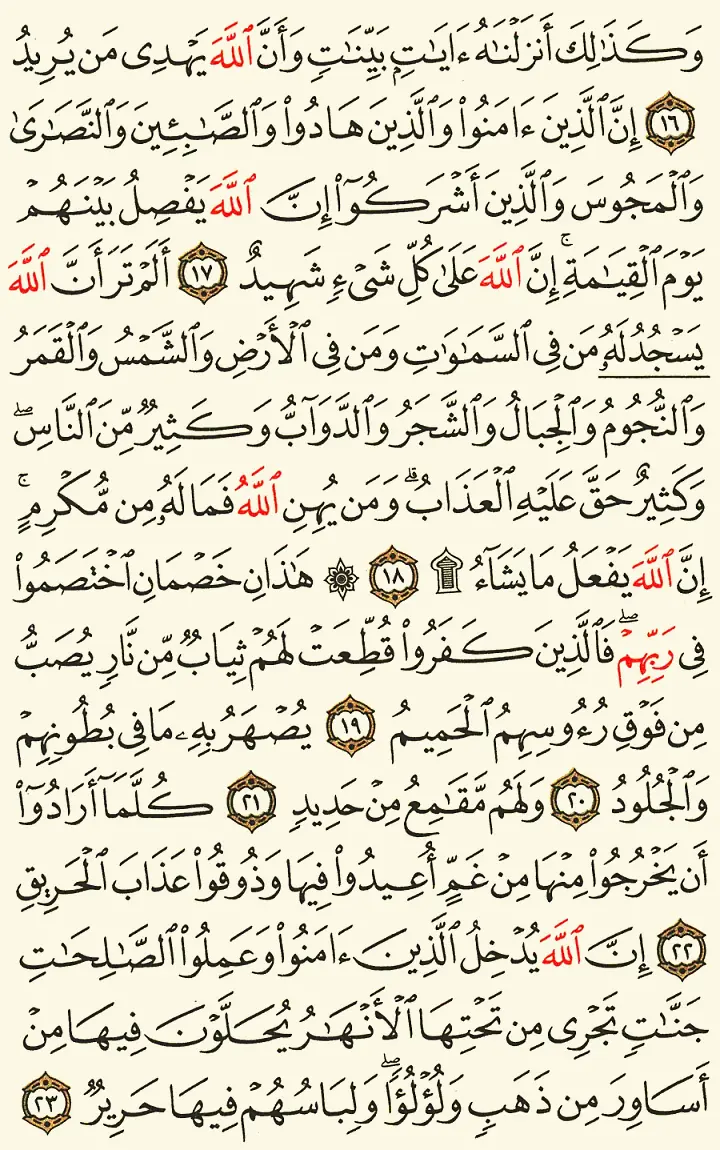 وَكَذَٰلِكَ أَنزَلْنَٰهُ ءَايَٰتٍۭ بَيِّنَٰتٍ وَأَنَّ ٱللَّهَ يَهْدِى مَن يُرِيدُ
١٦ إِنَّ ٱلَّذِينَ ءَامَنُوا۟ وَٱلَّذِينَ هَادُوا۟ وَٱلصَّٰبِـِٔينَ وَٱلنَّصَٰرَىٰ
وَٱلْمَجُوسَ وَٱلَّذِينَ أَشْرَكُوٓا۟ إِنَّ ٱللَّهَ يَفْصِلُ بَيْنَهُمْ
يَوْمَ ٱلْقِيَٰمَةِ ۚ إِنَّ ٱللَّهَ عَلَىٰ كُلِّ شَىْءٍ شَهِيدٌ ١٧ أَلَمْ تَرَ أَنَّ ٱللَّهَ
يَسْجُدُ لَهُۥ مَن فِى ٱلسَّمَٰوَٰتِ وَمَن فِى ٱلْأَرْضِ وَٱلشَّمْسُ وَٱلْقَمَرُ
وَٱلنُّجُومُ وَٱلْجِبَالُ وَٱلشَّجَرُ وَٱلدَّوَآبُّ وَكَثِيرٌ مِّنَ ٱلنَّاسِ ۖ
وَكَثِيرٌ حَقَّ عَلَيْهِ ٱلْعَذَابُ ۗ وَمَن يُهِنِ ٱللَّهُ فَمَا لَهُۥ مِن مُّكْرِمٍ ۚ
إِنَّ ٱللَّهَ يَفْعَلُ مَا يَشَآءُ ۩ ١٨ ۞ هَٰذَانِ خَصْمَانِ ٱخْتَصَمُوا۟
فِى رَبِّهِمْ ۖ فَٱلَّذِينَ كَفَرُوا۟ قُطِّعَتْ لَهُمْ ثِيَابٌ مِّن نَّارٍ يُصَبُّ
مِن فَوْقِ رُءُوسِهِمُ ٱلْحَمِيمُ ١٩ يُصْهَرُ بِهِۦ مَا فِى بُطُونِهِمْ
وَٱلْجُلُودُ ٢٠ وَلَهُم مَّقَٰمِعُ مِنْ حَدِيدٍ ٢١ كُلَّمَآ أَرَادُوٓا۟
أَن يَخْرُجُوا۟ مِنْهَا مِنْ غَمٍّ أُعِيدُوا۟ فِيهَا وَذُوقُوا۟ عَذَابَ ٱلْحَرِيقِ
٢٢ إِنَّ ٱللَّهَ يُدْخِلُ ٱلَّذِينَ ءَامَنُوا۟ وَعَمِلُوا۟ ٱلصَّٰلِحَٰتِ
جَنَّٰتٍ تَجْرِى مِن تَحْتِهَا ٱلْأَنْهَٰرُ يُحَلَّوْنَ فِيهَا مِنْ
أَسَاوِرَ مِن ذَهَبٍ وَلُؤْلُؤًا ۖ وَلِبَاسُهُمْ فِيهَا حَرِيرٌ ٢٣